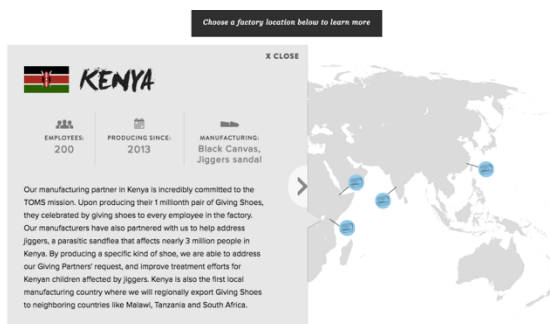 Choose a factory location below to learn more
X CLOSE
KENYA
EMPLOYEES:
200
PRODUCING SINCE:
2013
MANUFACTURING:
Black Canvas,
Jiggers sandal
Our manufacturing partner in Kenya is incredibly committed to the
TOMS mission. Upon producing their 1 millionth pair of Giving Shoes,
they celebrated by giving shoes to every employee in the factory.
Our manufacturers have also partnered with us to help address
jiggers, a parasitic sandflea that affects nearly 3 million people in
Kenya. By producing a specific kind of shoe, we are able to address
our Giving Partners' request, and improve treatment efforts for
Kenyan children affected by jiggers. Kenya is also the first local
manufacturing country where we will regionally export Giving Shoes
to neighboring countries like Malawi, Tanzania and South Africa.